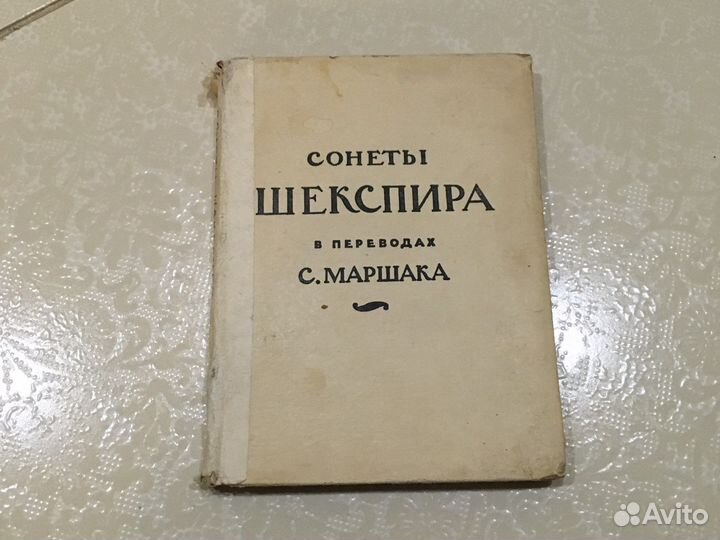 СОНЕТЫ
ШЕКСПИРА
В ПЕРЕВОДАХ
С. МАРШАКА
Avito